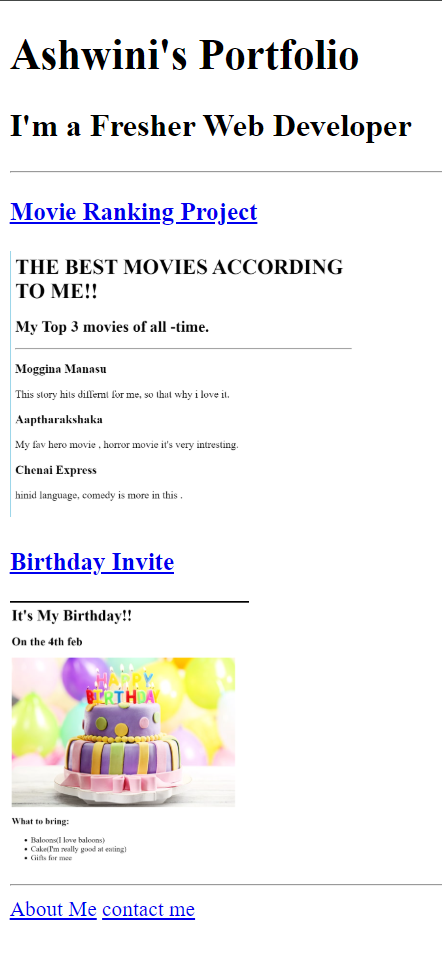 Ashwini's Portfolio
I'm a Fresher Web Developer
Movie Ranking Project
THE BEST MOVIES ACCORDING
TO ME!!
My Top 3 movies of all -time.
Moggina Manasu
This story hits differnt for me, so that why i love it.
Aaptharakshaka
My fav hero movie , horror movie it's very intresting.
Chenai Express
hinid language, comedy is more in this .
Birthday Invite
It's My Birthday!!
On the 4th feb
HAPPY
BIRTHDAY
What to bring:
Baloons(I love baloons)
Cake(I'm really good at eating)
Gifts for mee
About Me contact me